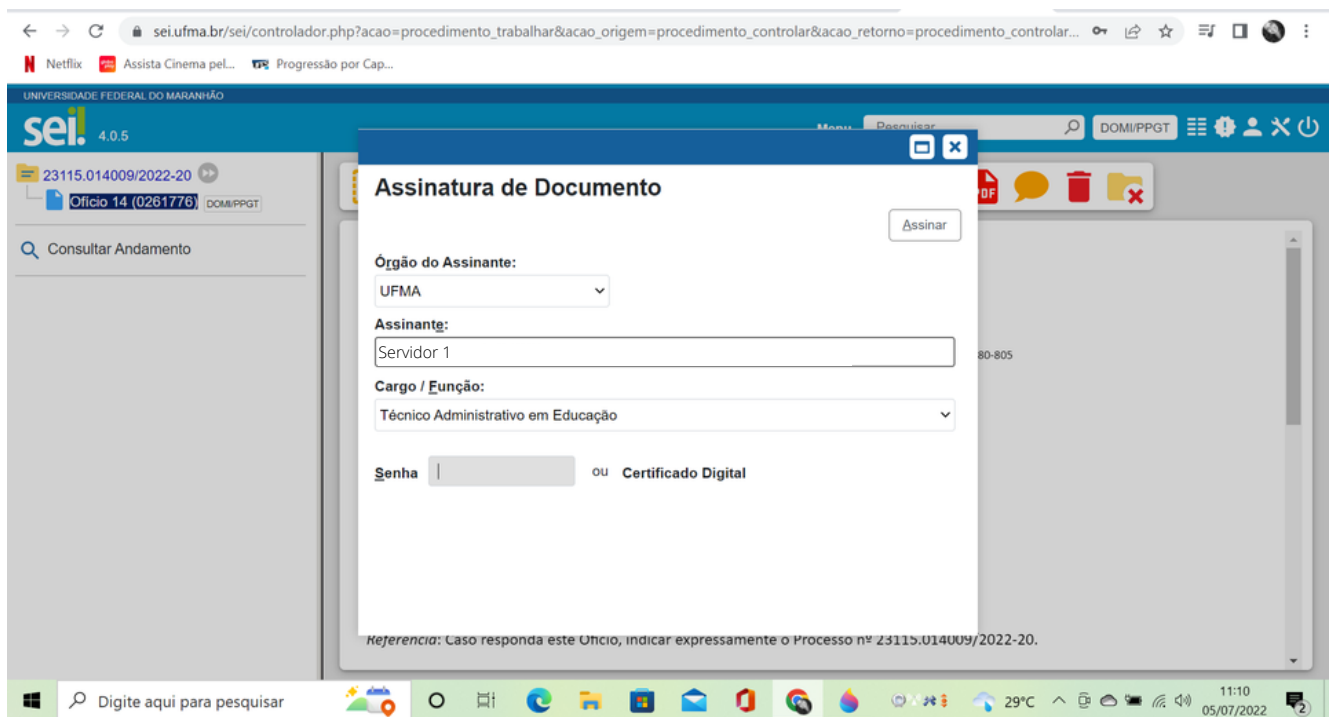 sei.ufma.br/sei/controlador.php?acao=procedimento_trabalhar&acao_origem=procedimento_controlar&acao_retorno=procedimento_controlar...
N Netflix Assista Cinema pel... Progressão por Cap...
UNIVERSIDADE FEDERAL DO MARANHÃO
sei! 4.0.5
Menu Pesquisar DOMI/PPGT
23115.014009/2022-20
Ofício 14 (0261776) DOMI/PPGT
Consultar Andamento
PDF
Assinatura de Documento
Assinar
Órgão do Assinante:
UFMA
Assinante:
Servidor 1
80-805
Cargo / Função:
Técnico Administrativo em Educação
Senha ou Certificado Digital
Referência: Caso responda este Ofício, indicar expressamente o Processo nº 23115.014009/2022-20.
Digite aqui para pesquisar
29°C
11:10
05/07/2022
2